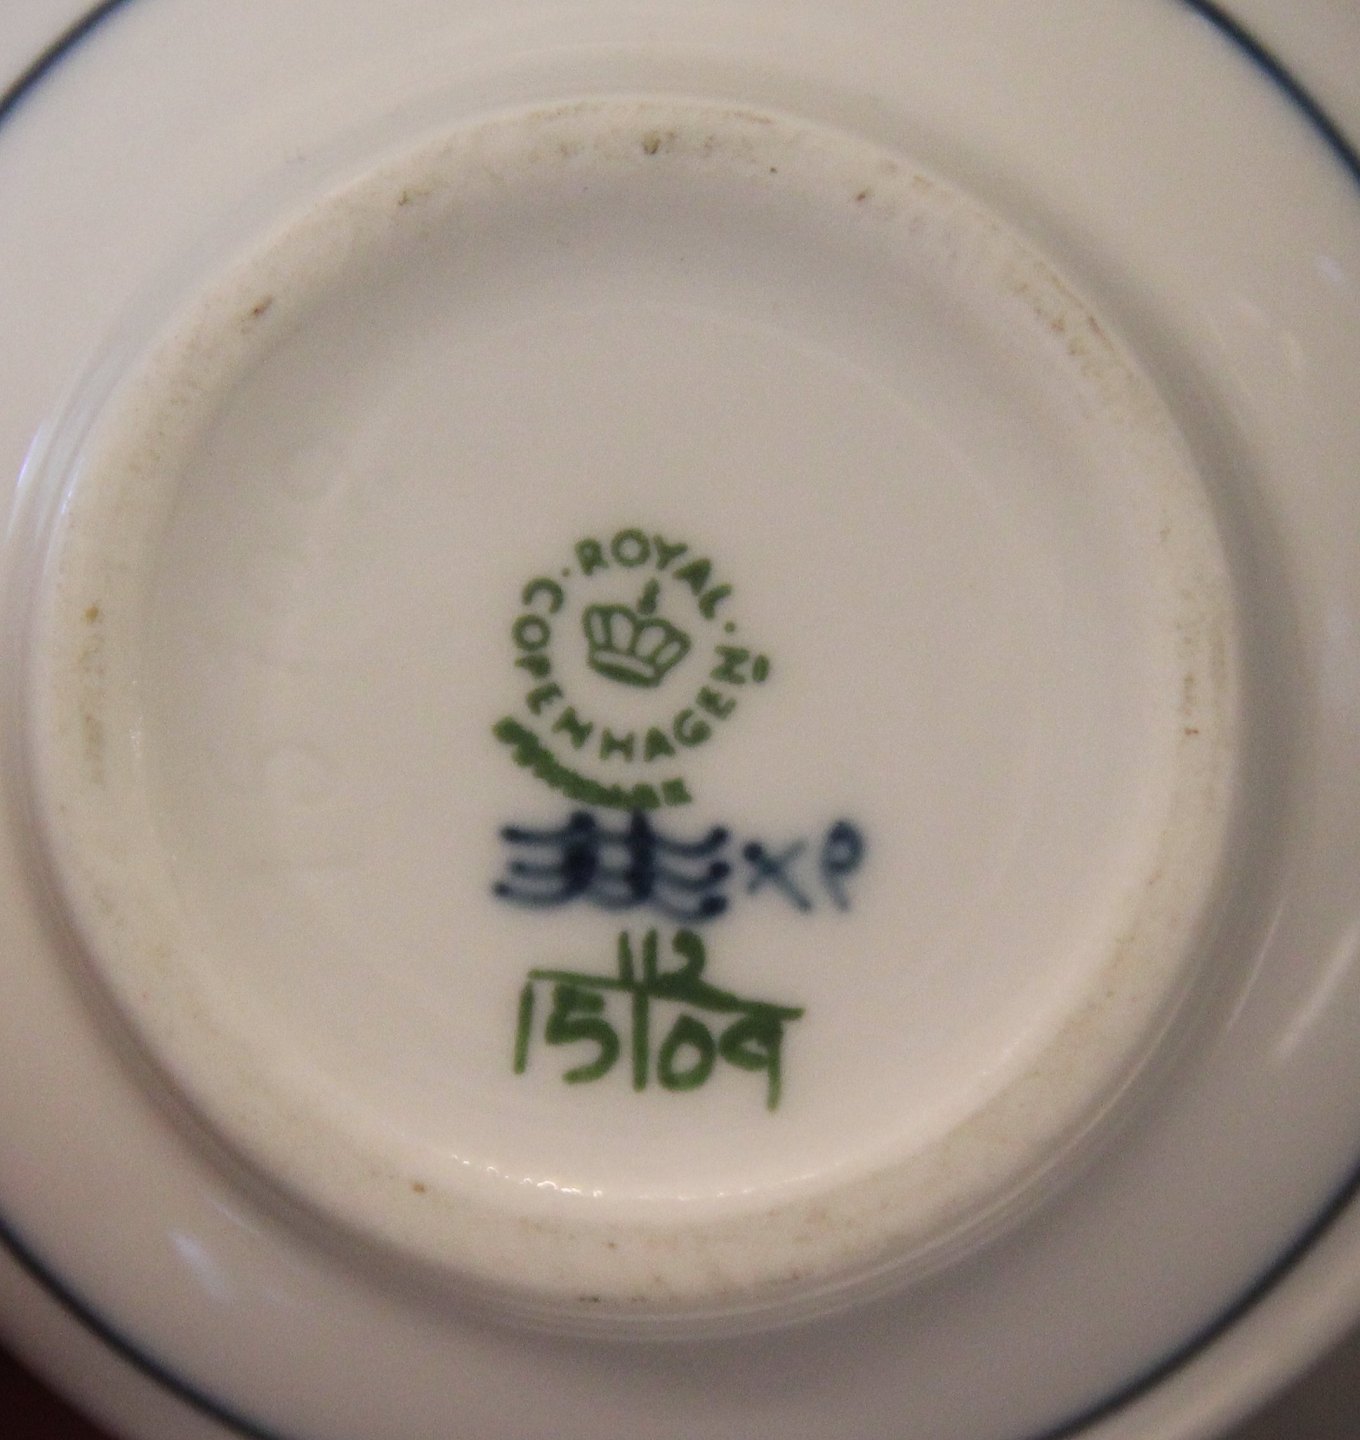 ROYAL
COPENHAGEN
XP
112
15109